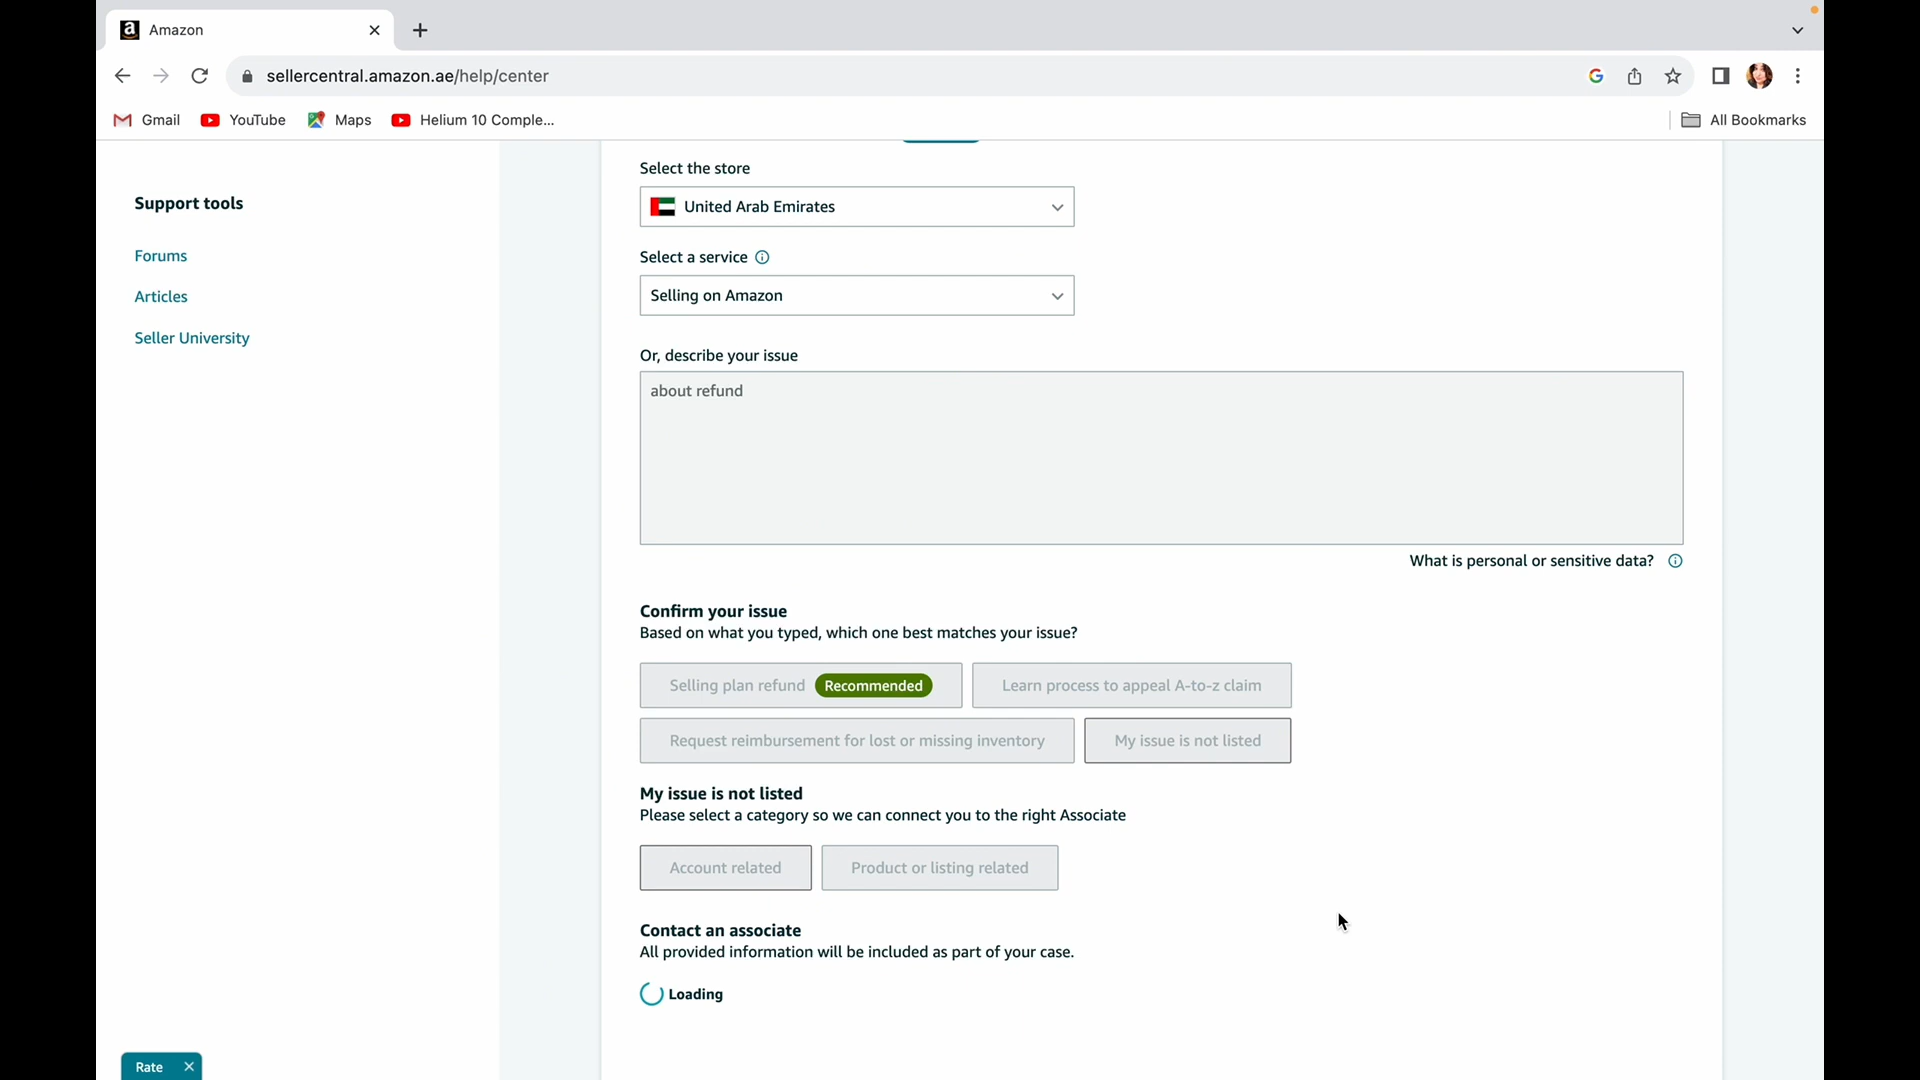 Amazon
sellercentral.amazon.ae/help/center
Gmail
YouTube
Maps
Helium 10 Comple...
All Bookmarks
Support tools
Forums
Articles
Seller University
Select the store
United Arab Emirates
Select a service
Selling on Amazon
Or, describe your issue
about refund
What is personal or sensitive data?
Confirm your issue
Based on what you typed, which one best matches your issue?
Selling plan refund Recommended
Learn process to appeal A-to-z claim
Request reimbursement for lost or missing inventory
My issue is not listed
My issue is not listed
Please select a category so we can connect you to the right Associate
Account related
Product or listing related
Contact an associate
All provided information will be included as part of your case.
Loading
Rate